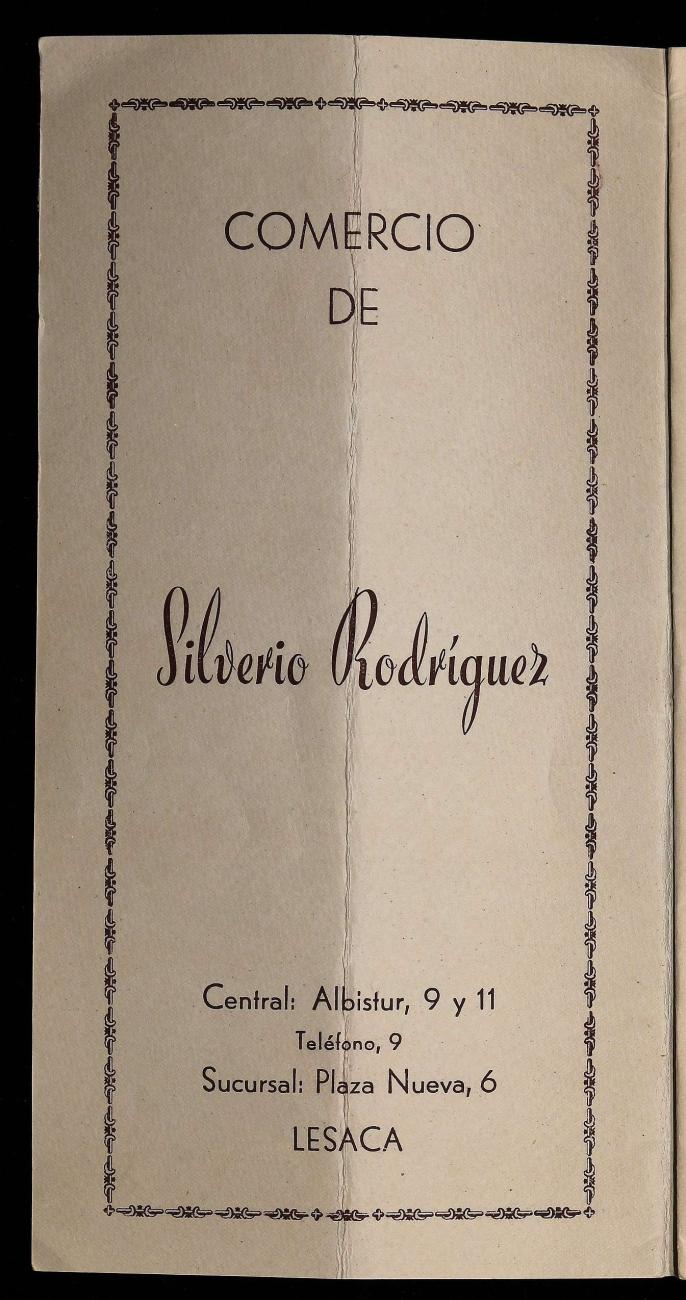 COMERCIO
DE
Silverio Rodríguez
Central: Albistur, 9 y 11
Teléfono, 9
Sucursal: Plaza Nueva, 6
LESACA